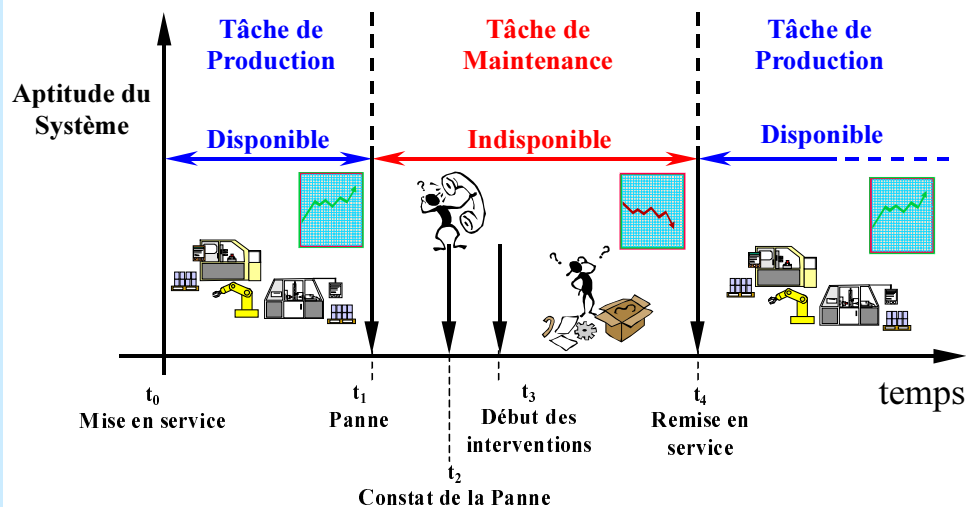 Tâche de
Production
Tâche de
Maintenance
Tâche de
Production
Aptitude du
Système
Disponible
Indisponible
Disponible
?
?
?
temps
t0
Mise en service
t1
Panne
t3
Début des
interventions
t4
Remise en
service
t2
Constat de la Panne